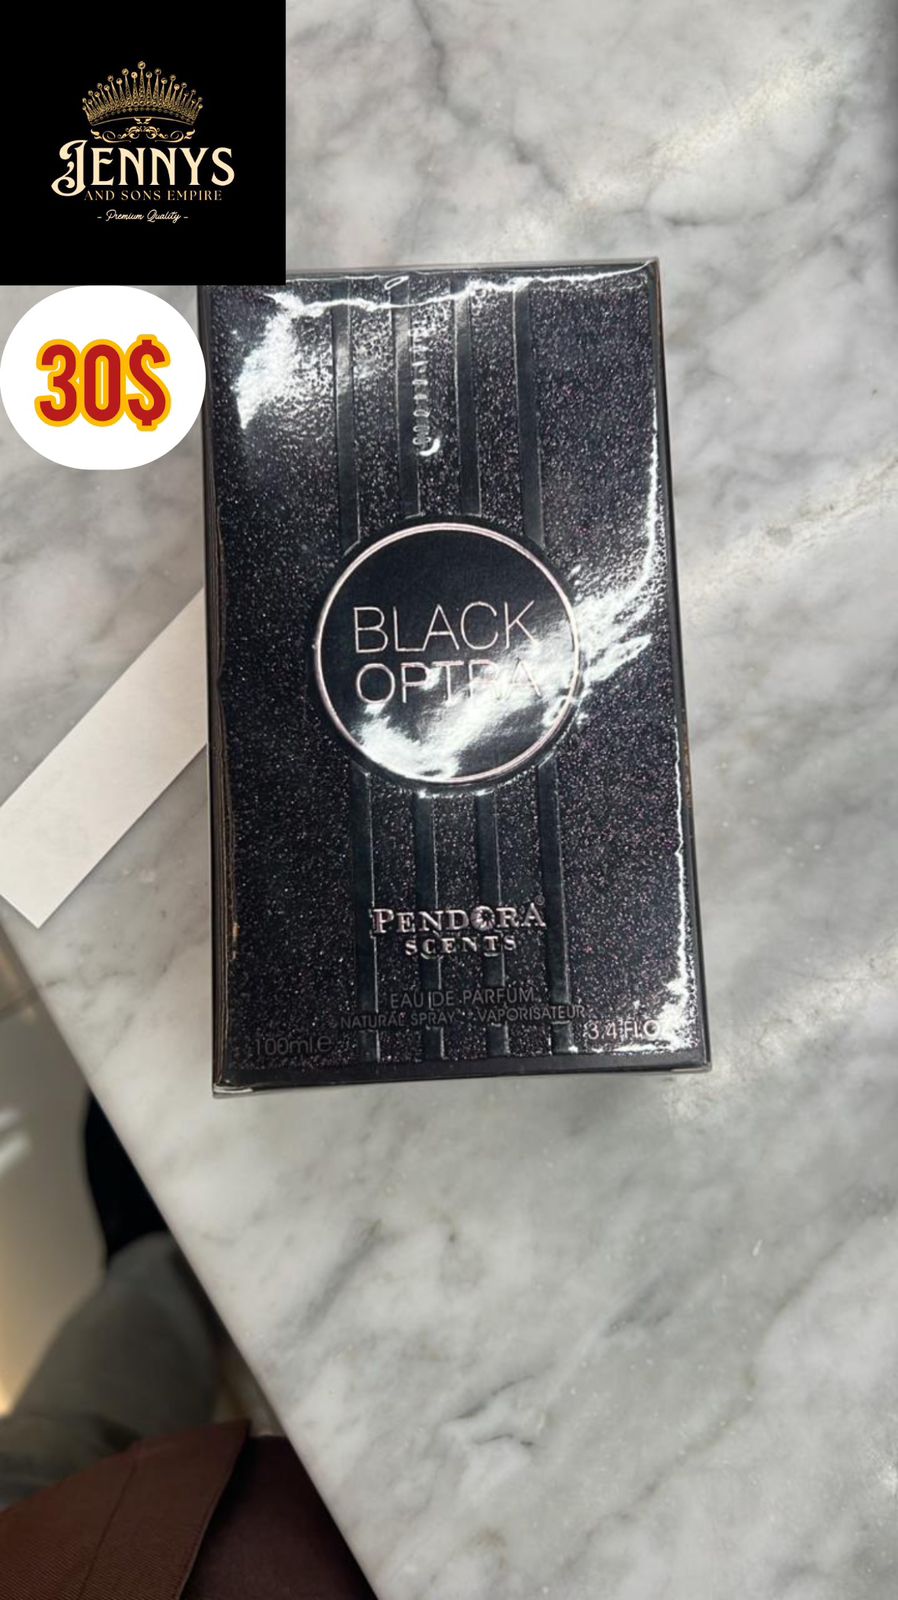 JENNYS
AND SONS EMPIRE
- Premium Quality -
30$
BLACK
OPTRA
PENDORA
SCENTS
EAU DE PARFUM
NATURAL SPRAY VAPORISATEUR
100ml e
3.4 FL.O